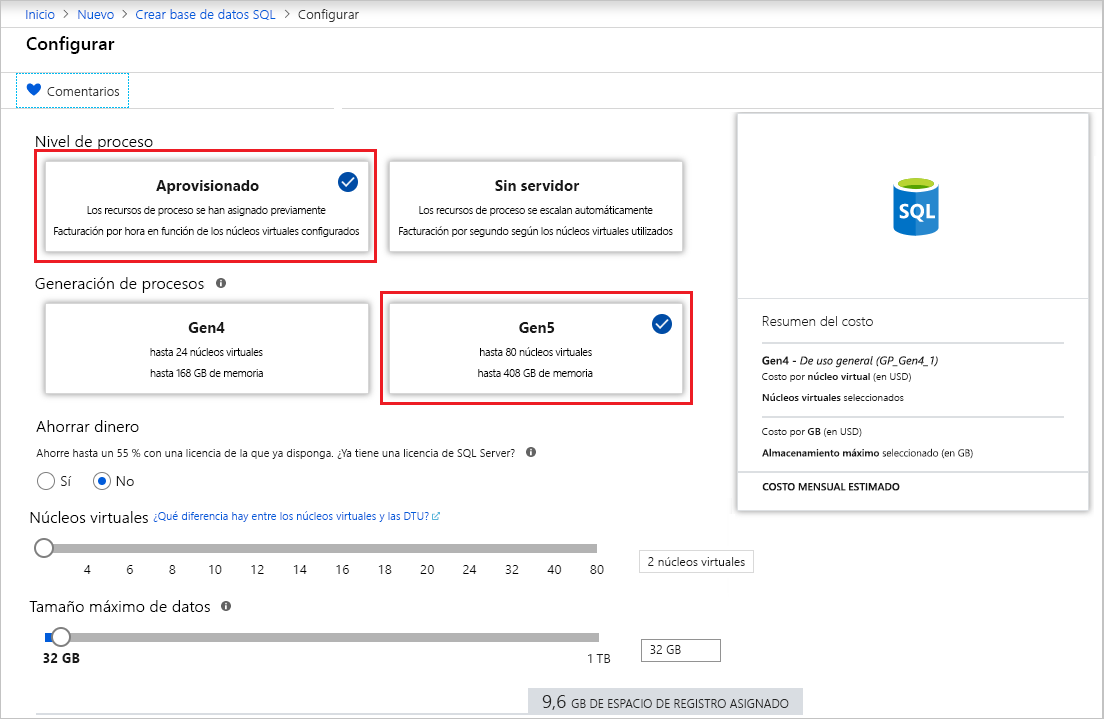 Inicio > Nuevo > Crear base de datos SQL > Configurar
Configurar
Comentarios
Nivel de proceso
Aprovisionado
Los recursos de proceso se han asignado previamente
Facturación por hora en función de los núcleos virtuales configurados
Sin servidor
Los recursos de proceso se escalan automáticamente
Facturación por segundo según los núcleos virtuales utilizados
Generación de procesos
Gen4
hasta 24 núcleos virtuales
hasta 168 GB de memoria
Gen5
hasta 80 núcleos virtuales
hasta 408 GB de memoria
Ahorrar dinero
Ahorre hasta un 55 % con una licencia de la que ya disponga. ¿Ya tiene una licencia de SQL Server?
Sí No
Núcleos virtuales ¿Qué diferencia hay entre los núcleos virtuales y las DTU?
4 6 8 10 12 14 16 18 20 24 32 40 80
2 núcleos virtuales
Tamaño máximo de datos
32 GB
1 TB
32 GB
9,6 GB DE ESPACIO DE REGISTRO ASIGNADO
SQL
Resumen del costo
Gen4 - De uso general (GP_Gen4_1)
Costo por núcleo virtual (en USD)
Núcleos virtuales seleccionados
Costo por GB (en USD)
Almacenamiento máximo seleccionado (en GB)
COSTO MENSUAL ESTIMADO